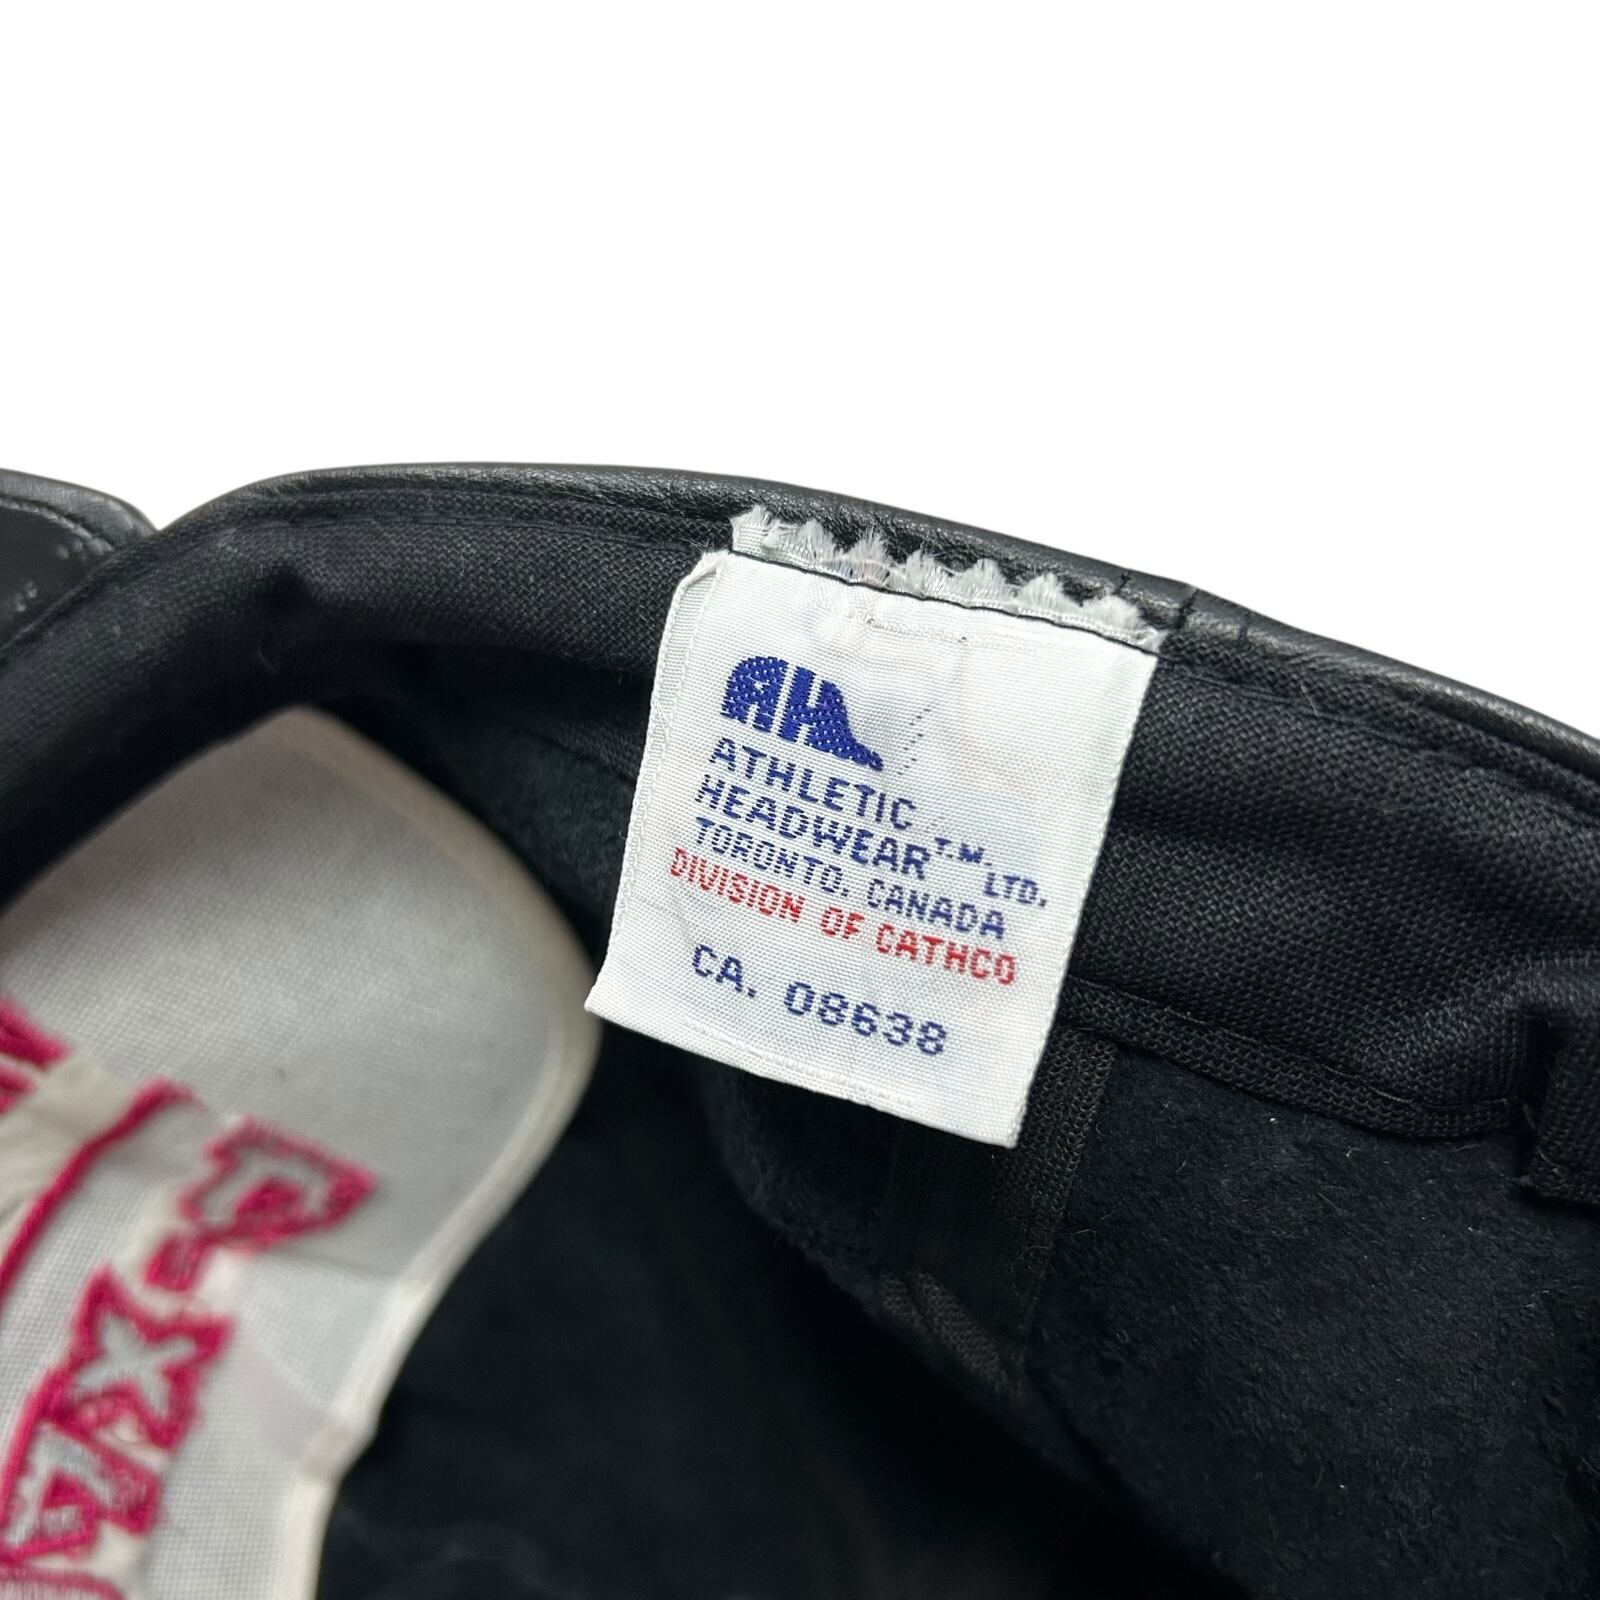 AH
ATHLETIC
HEADWEAR T.M. LTD.
TORONTO, CANADA
DIVISION OF CATHCO
CA. 08638